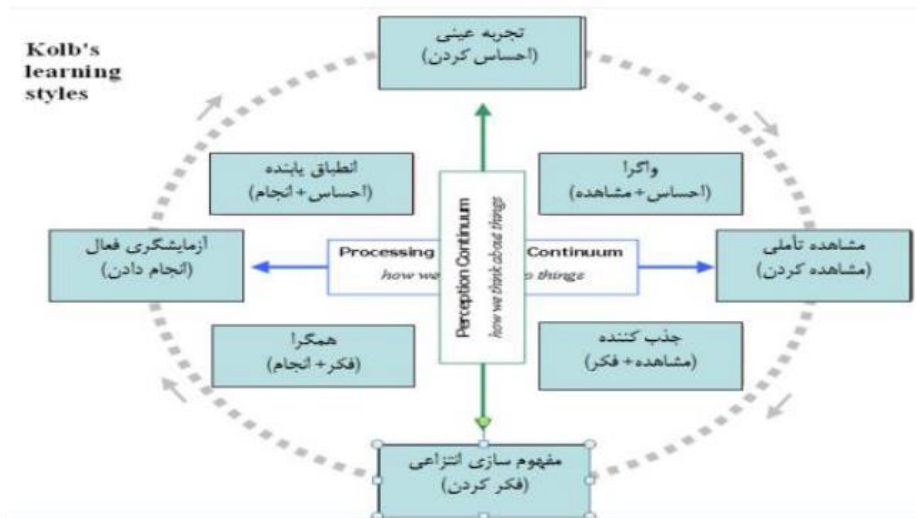 Kolb's
learning
styles
تجربه عینی
(احساس کردن)
انطباق یابنده
(احساس+انجام)
واگرا
(احساس+مشاهده)
آزمایشگری فعال
(انجام دادن)
Processing
how we
Perception Continuum
how we think about things
Continuum
o things
مشاهده تأملی
(مشاهده کردن)
همگرا
(فکر+انجام)
جذب کننده
(مشاهده+فکر)
مفهوم سازی انتزاعی
(فکر کردن)